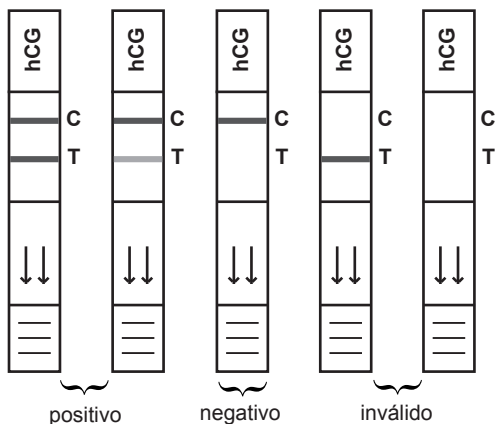 hCG hCG hCG hCG hCG
C C C C C
T T T T T
positivo negativo inválido